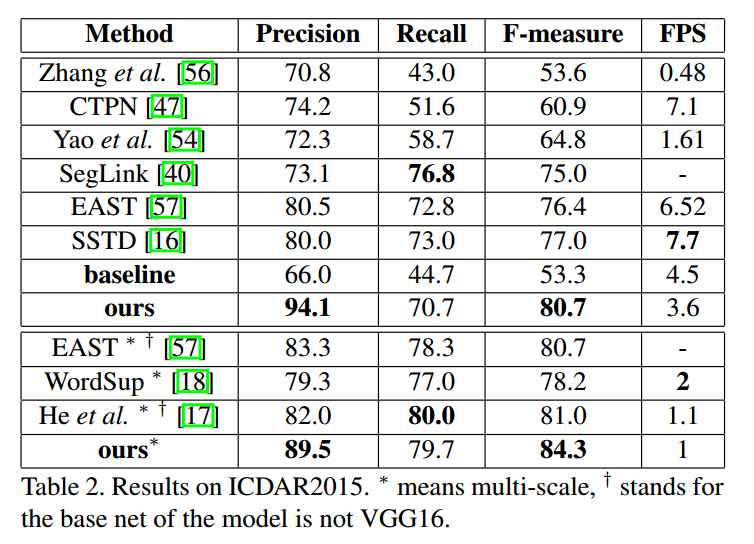 Method Precision Recall F-measure FPS
Zhang et al. [56] 70.8 43.0 53.6 0.48
CTPN [47] 74.2 51.6 60.9 7.1
Yao et al. [54] 72.3 58.7 64.8 1.61
SegLink [40] 73.1 76.8 75.0 -
EAST [57] 80.5 72.8 76.4 6.52
SSTD [16] 80.0 73.0 77.0 7.7
baseline 66.0 44.7 53.3 4.5
ours 94.1 70.7 80.7 3.6
EAST * † [57] 83.3 78.3 80.7 -
WordSup * [18] 79.3 77.0 78.2 2
He et al. * † [17] 82.0 80.0 81.0 1.1
ours* 89.5 79.7 84.3 1
Table 2. Results on ICDAR2015. * means multi-scale, † stands for
the base net of the model is not VGG16.